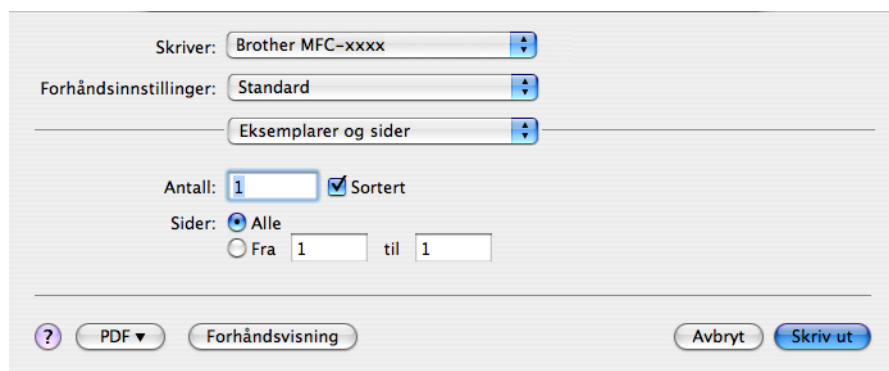 Skriver: Brother MFC-xxxx
Forhåndsinnstillinger: Standard
Eksemplarer og sider
Antall: 1 Sortert
Sider: Alle
Fra 1 til 1
? PDF ▼ Forhåndsvisning Avbryt Skriv ut